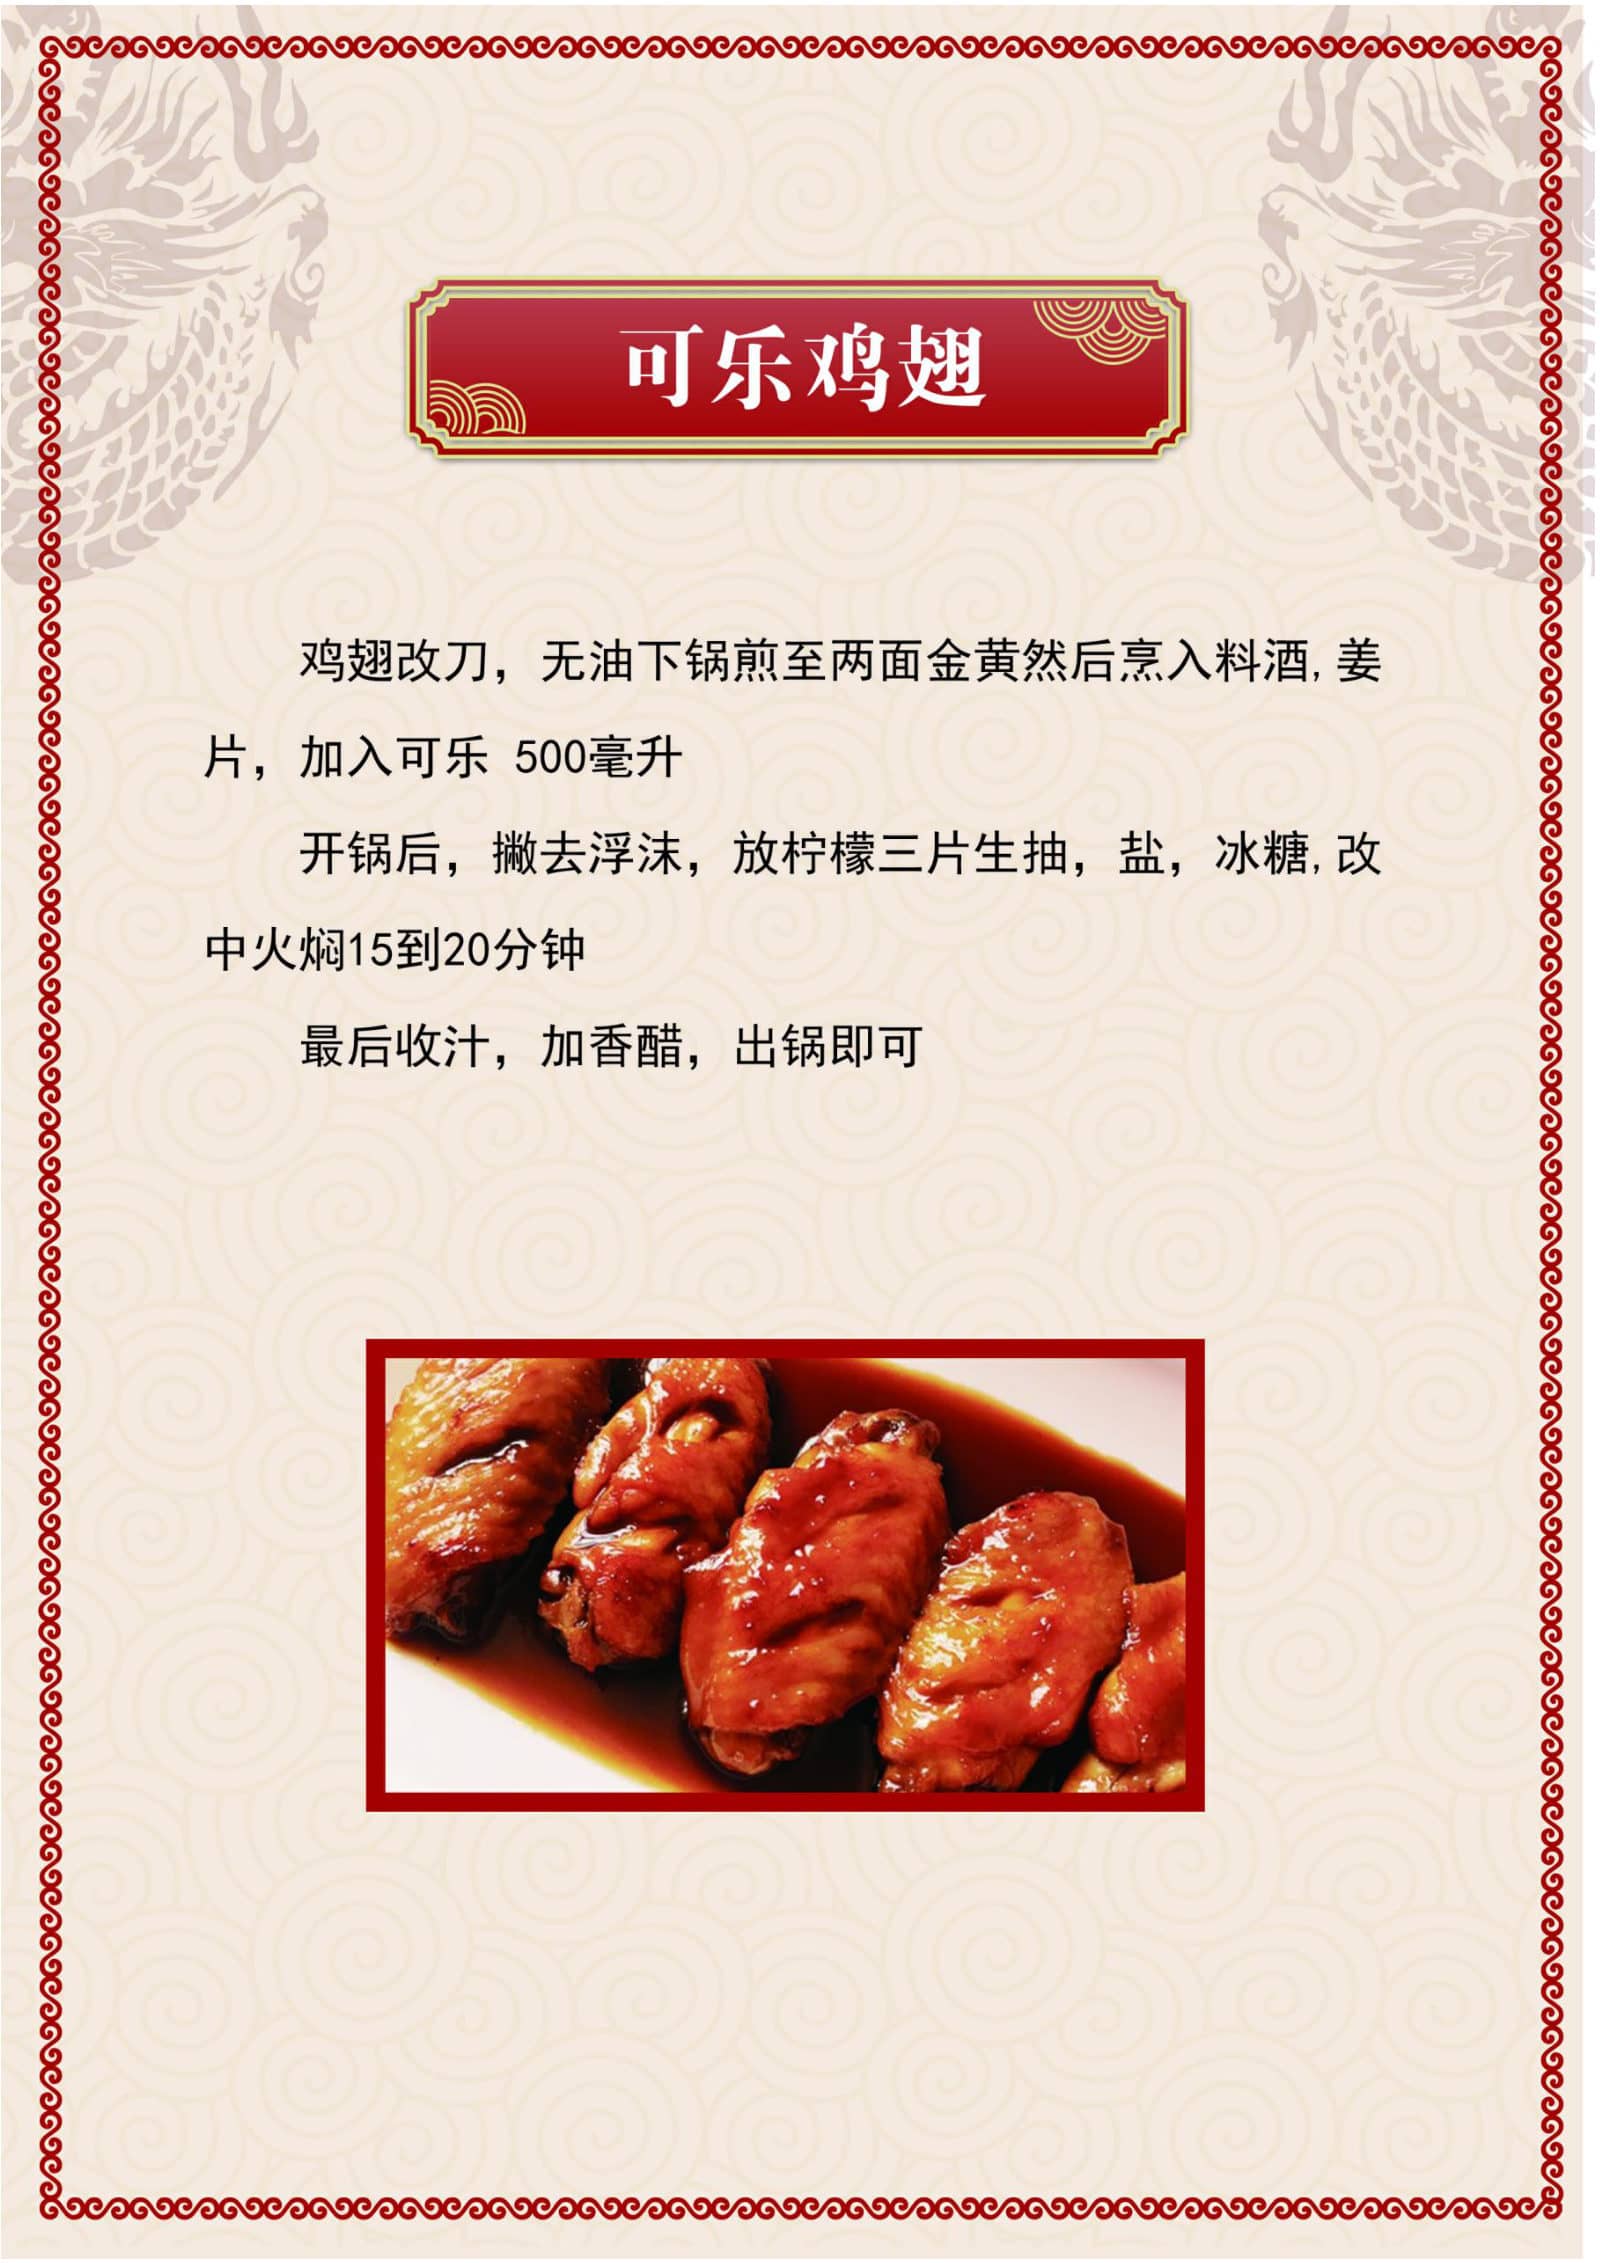 可乐鸡翅
鸡翅改刀，无油下锅煎至两面金黄然后烹入料酒,姜
片，加入可乐 500毫升
开锅后，撇去浮沫，放柠檬三片生抽，盐，冰糖,改
中火焖15到20分钟
最后收汁，加香醋，出锅即可